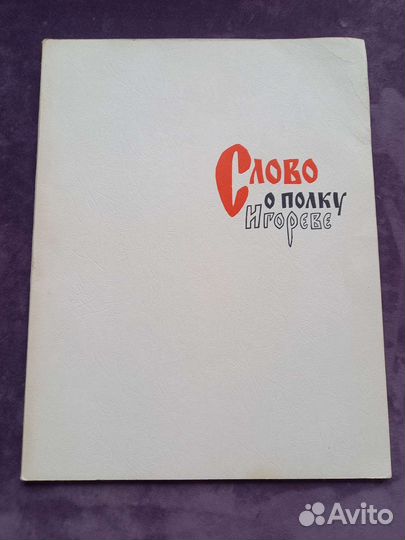 Слово
о полку
Игореве
Avito